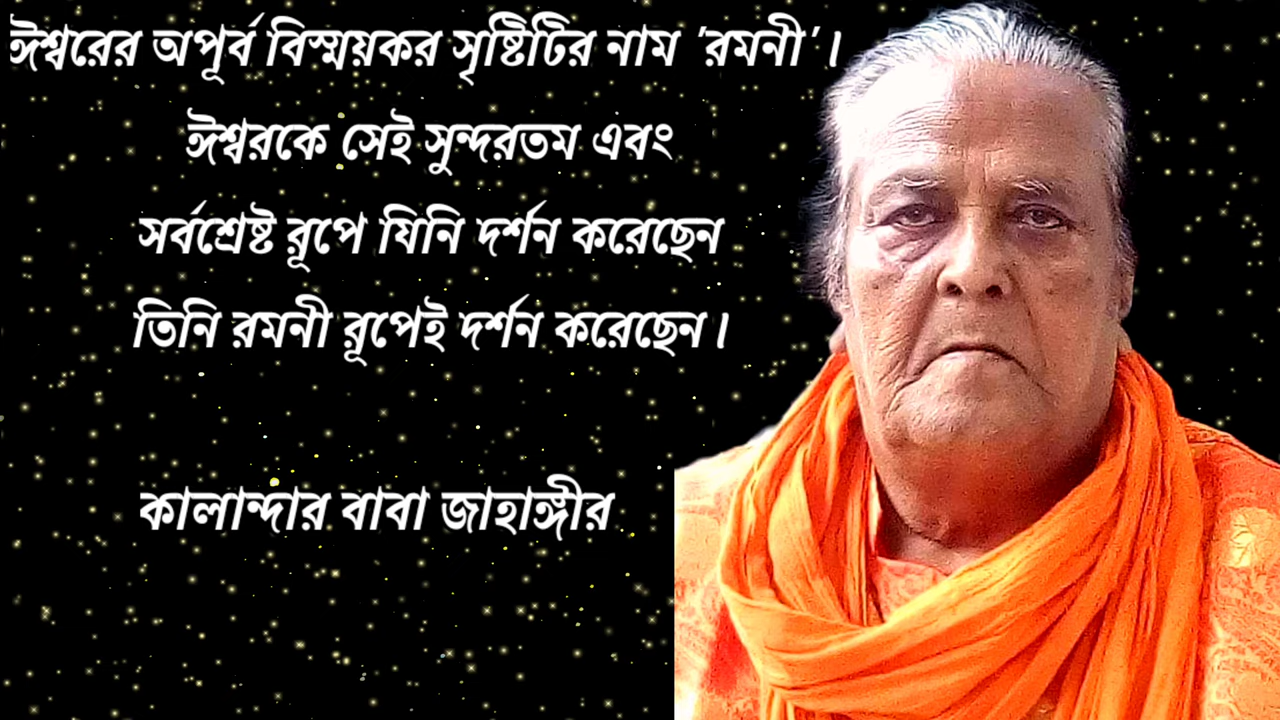 ঈশ্বরের অপূর্ব বিস্ময়কর সৃষ্টিটির নাম 'রমনী'।
ঈশ্বরকে সেই সুন্দরতম এবং
সর্বশ্রেষ্ট রূপে যিনি দর্শন করেছেন
তিনি রমনী রূপেই দর্শন করেছেন।
কালান্দার বাবা জাহাঙ্গীর